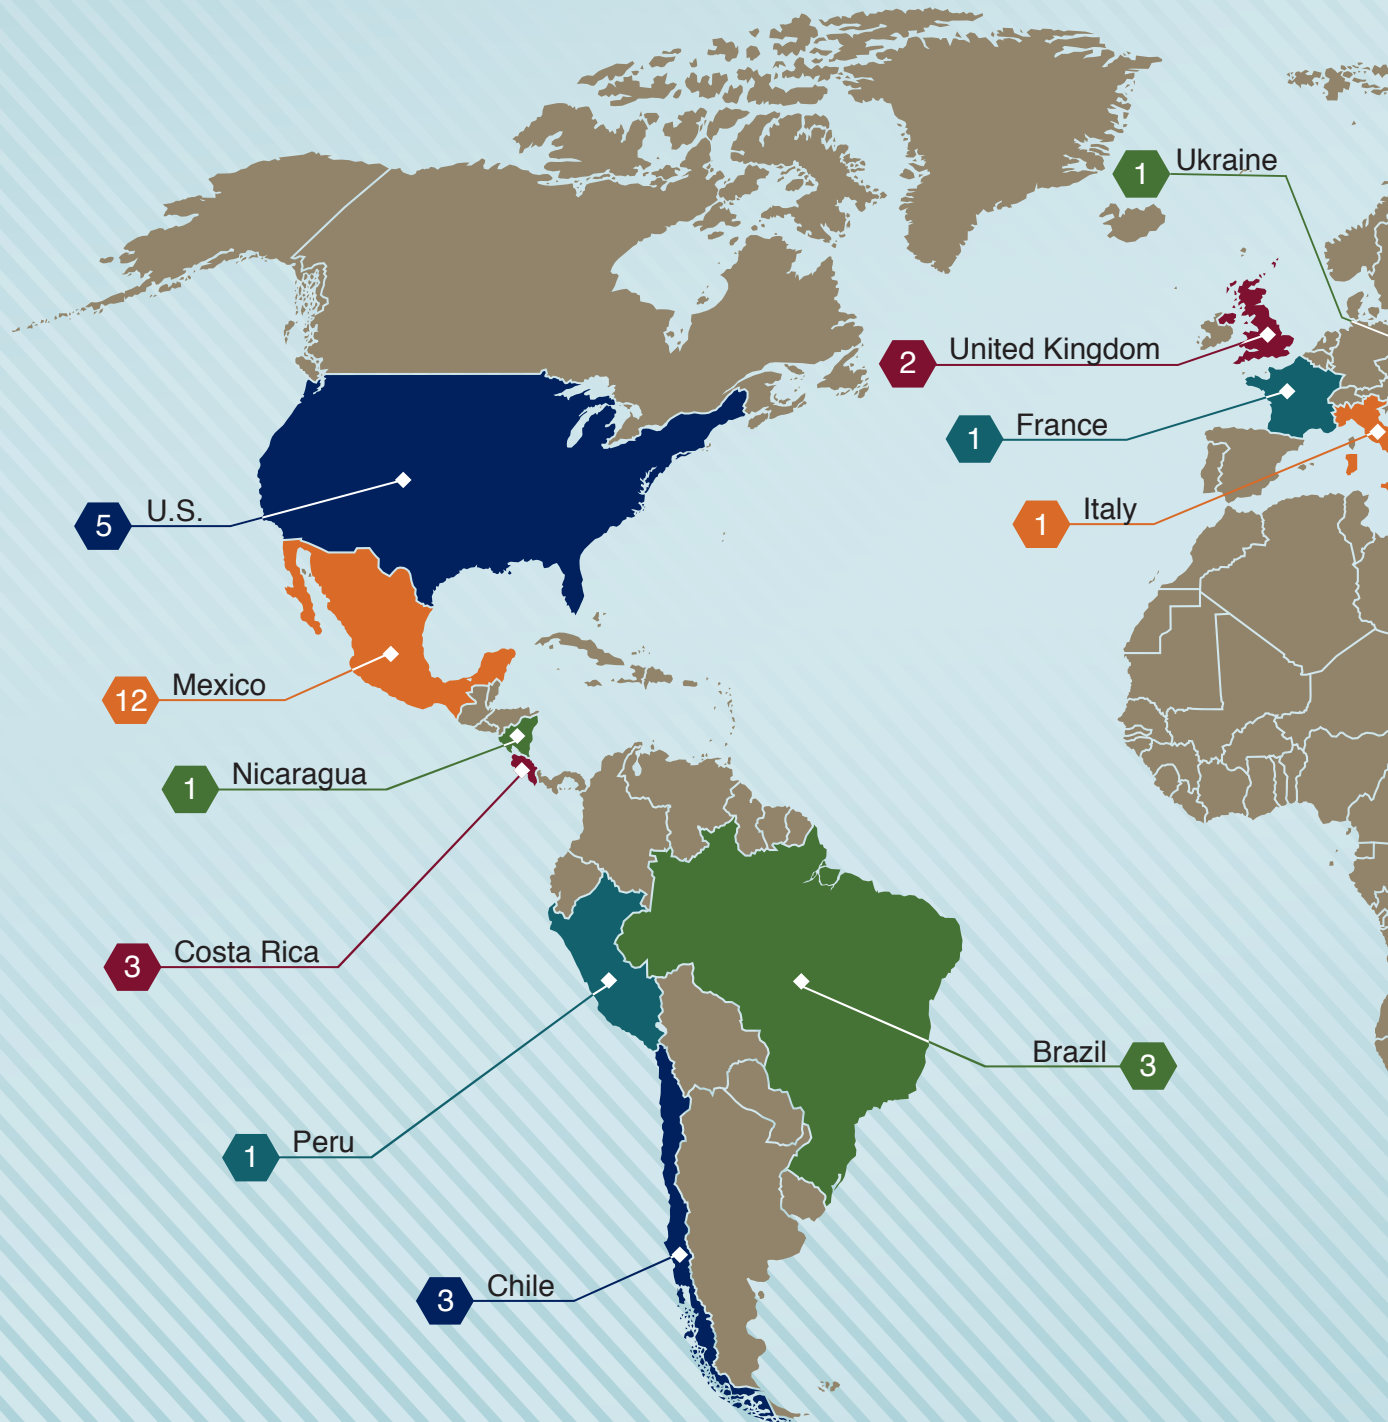 1 Ukraine
2 United Kingdom
1 France
1 Italy
5 U.S.
12 Mexico
1 Nicaragua
3 Costa Rica
Brazil 3
1 Peru
3 Chile